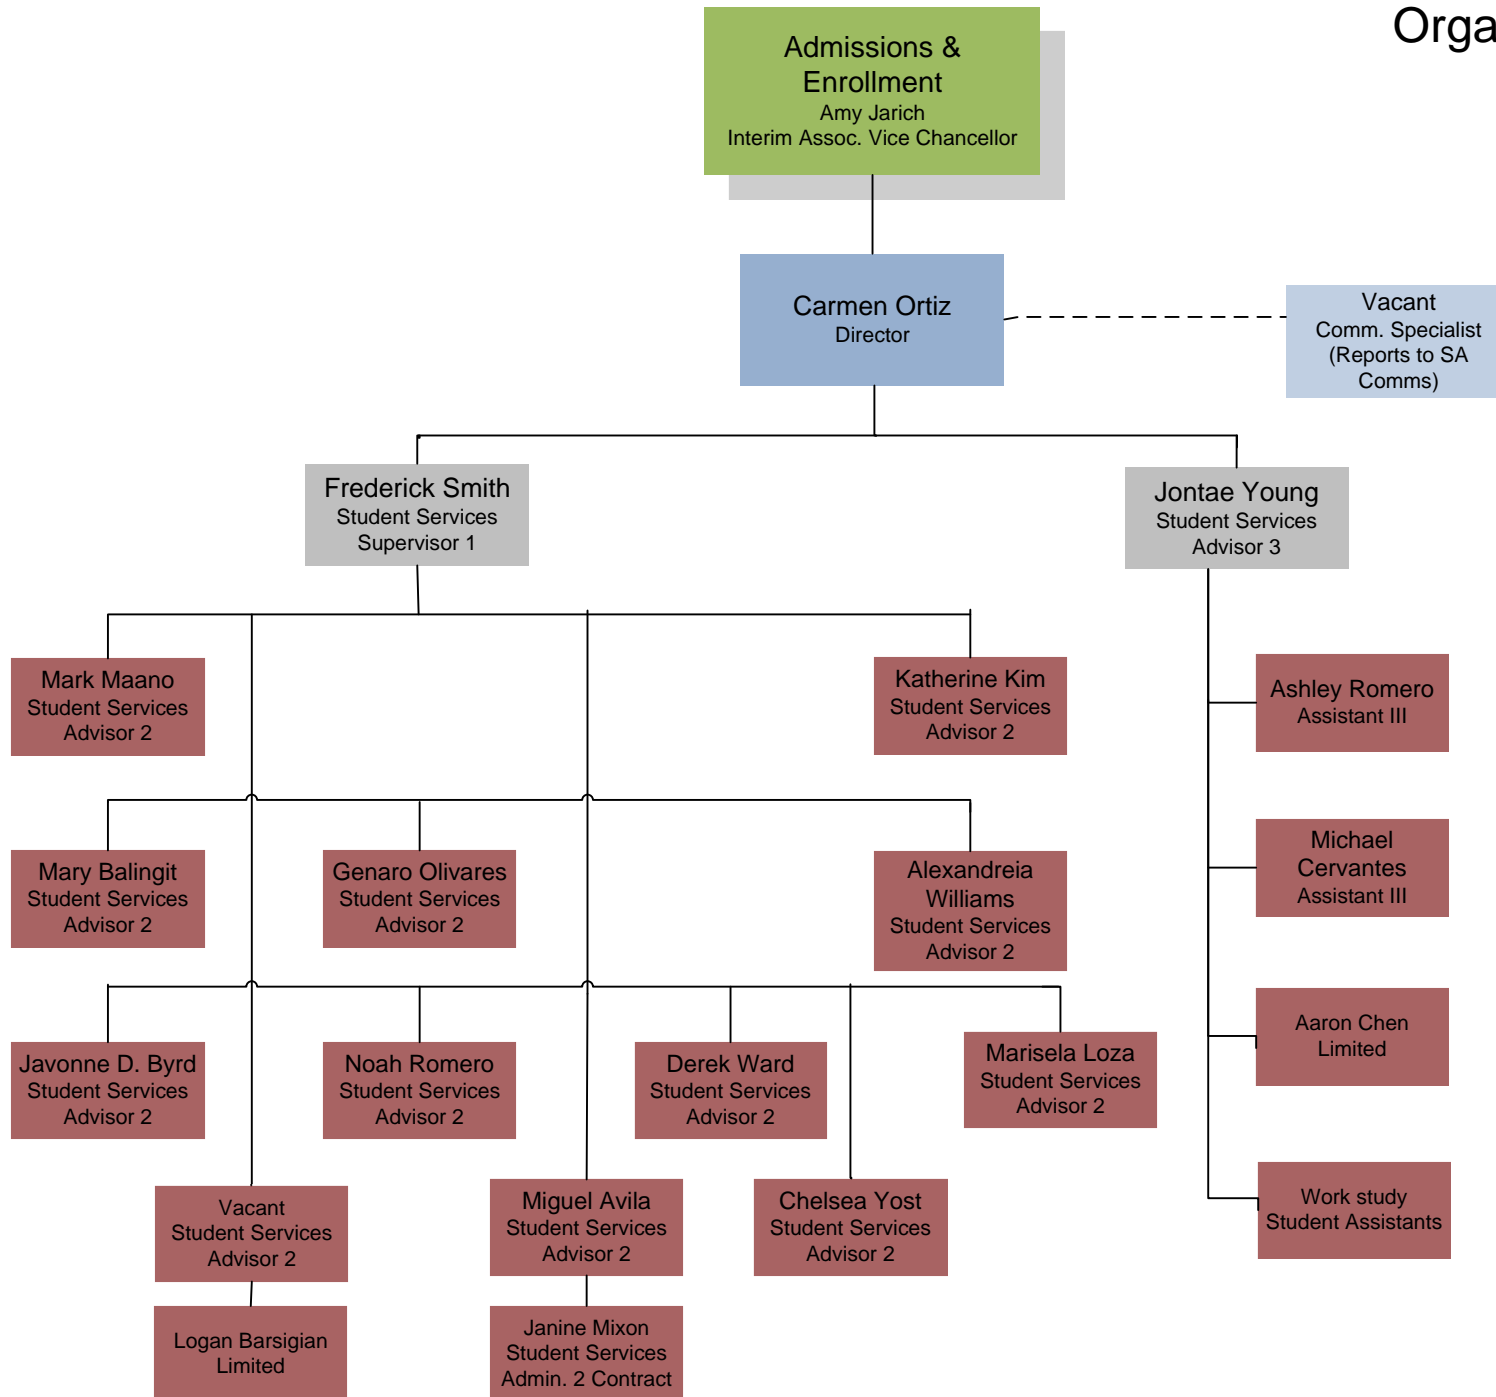 Orga
Admissions &
Enrollment
Amy Jarich
Interim Assoc. Vice Chancellor
Carmen Ortiz
Director
Vacant
Comm. Specialist
(Reports to SA
Comms)
Frederick Smith
Student Services
Supervisor 1
Jontae Young
Student Services
Advisor 3
Mark Maano
Student Services
Advisor 2
Katherine Kim
Student Services
Advisor 2
Ashley Romero
Assistant III
Mary Balingit
Student Services
Advisor 2
Genaro Olivares
Student Services
Advisor 2
Alexandreia
Williams
Student Services
Advisor 2
Michael
Cervantes
Assistant III
Javonne D. Byrd
Student Services
Advisor 2
Noah Romero
Student Services
Advisor 2
Derek Ward
Student Services
Advisor 2
Marisela Loza
Student Services
Advisor 2
Aaron Chen
Limited
Vacant
Student Services
Advisor 2
Miguel Avila
Student Services
Advisor 2
Chelsea Yost
Student Services
Advisor 2
Work study
Student Assistants
Logan Barsigian
Limited
Janine Mixon
Student Services
Admin. 2 Contract